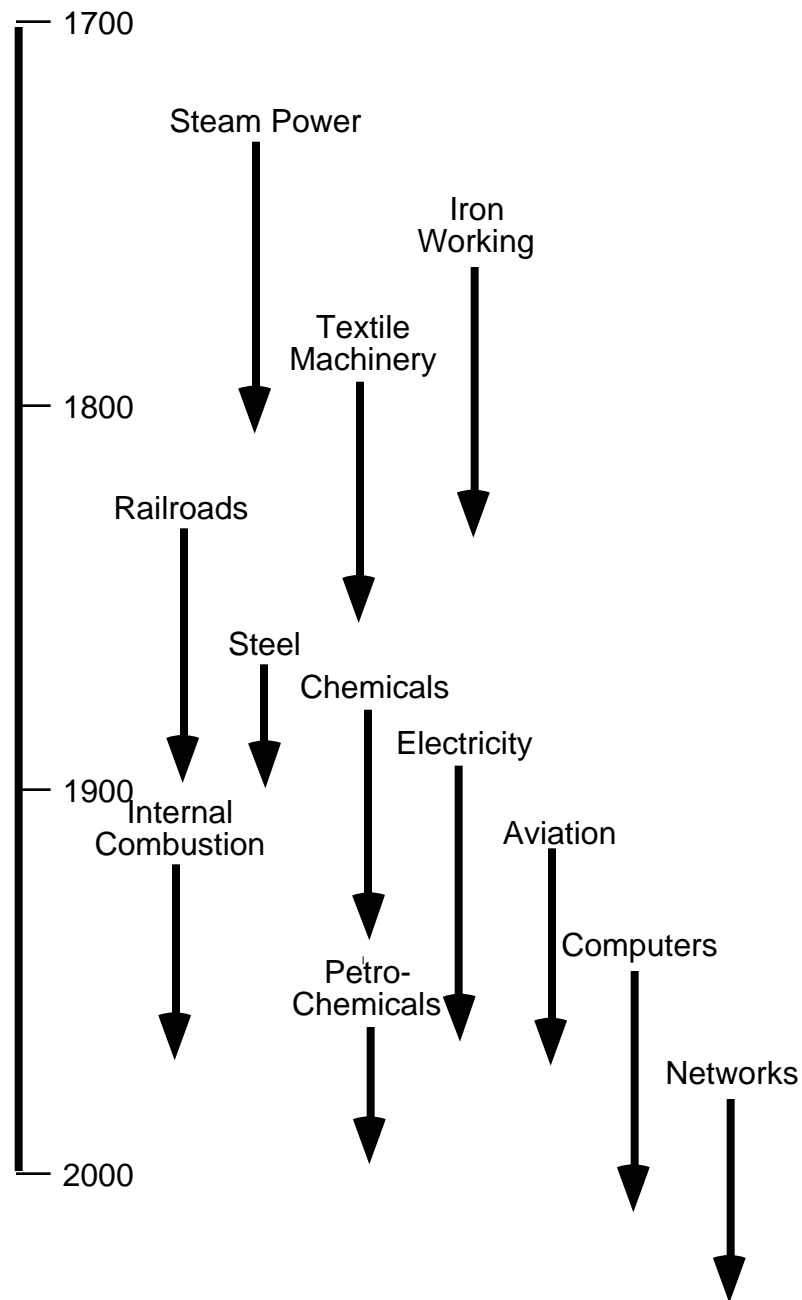 1700
Steam Power
Iron
Working
Textile
Machinery
1800
Railroads
Steel
Chemicals
Electricity
1900
Internal
Combustion
Aviation
Computers
Petro-
Chemicals
Networks
2000